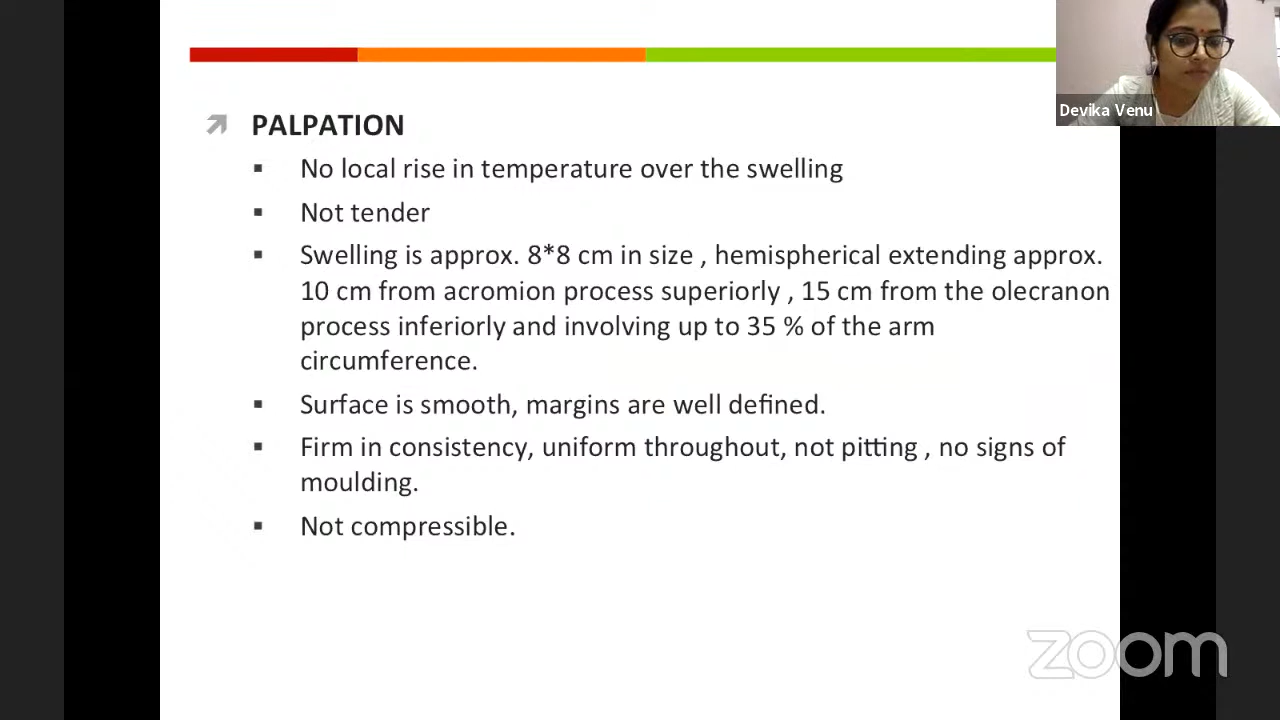 Devika Venu
PALPATION
▪ No local rise in temperature over the swelling
▪ Not tender
▪ Swelling is approx. 8*8 cm in size , hemispherical extending approx.
10 cm from acromion process superiorly , 15 cm from the olecranon
process inferiorly and involving up to 35 % of the arm
circumference.
▪ Surface is smooth, margins are well defined.
▪ Firm in consistency, uniform throughout, not pitting , no signs of
moulding.
▪ Not compressible.
zoom